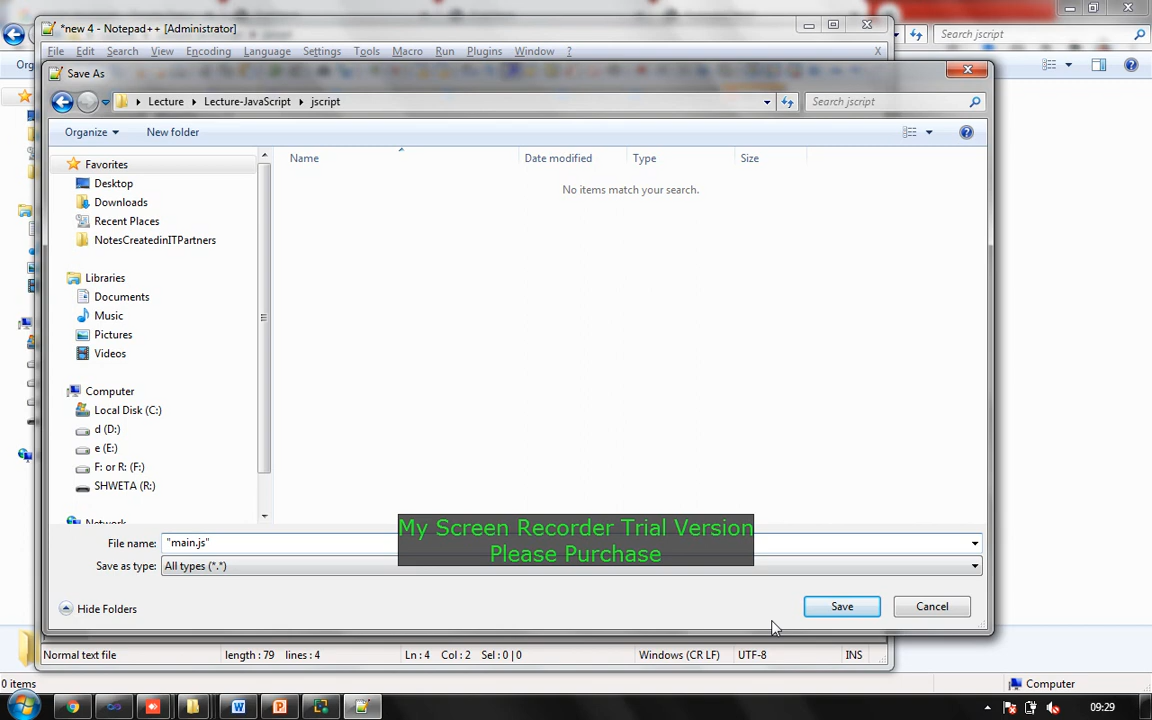 *new 4 - Notepad++ [Administrator]
Search jscript
File Edit Search View Encoding Language Settings Tools Macro Run Plugins Window ? X
Org
Save As
Lecture Lecture-JavaScript jscript
Search jscript
Organize New folder
Name Date modified Type Size
No items match your search.
Favorites
Desktop
Downloads
Recent Places
NotesCreatedinITPartners
Libraries
Documents
Music
Pictures
Videos
Computer
Local Disk (C:)
d (D:)
e (E:)
F: or R: (F:)
SHWETA (R:)
Network
My Screen Recorder Trial Version
Please Purchase
File name: "main.js"
Save as type: All types (*.*)
Hide Folders
Save Cancel
Normal text file length : 79 lines : 4 Ln : 4 Col : 2 Sel : 0 | 0 Windows (CR LF) UTF-8 INS
0 items
Computer
09:29